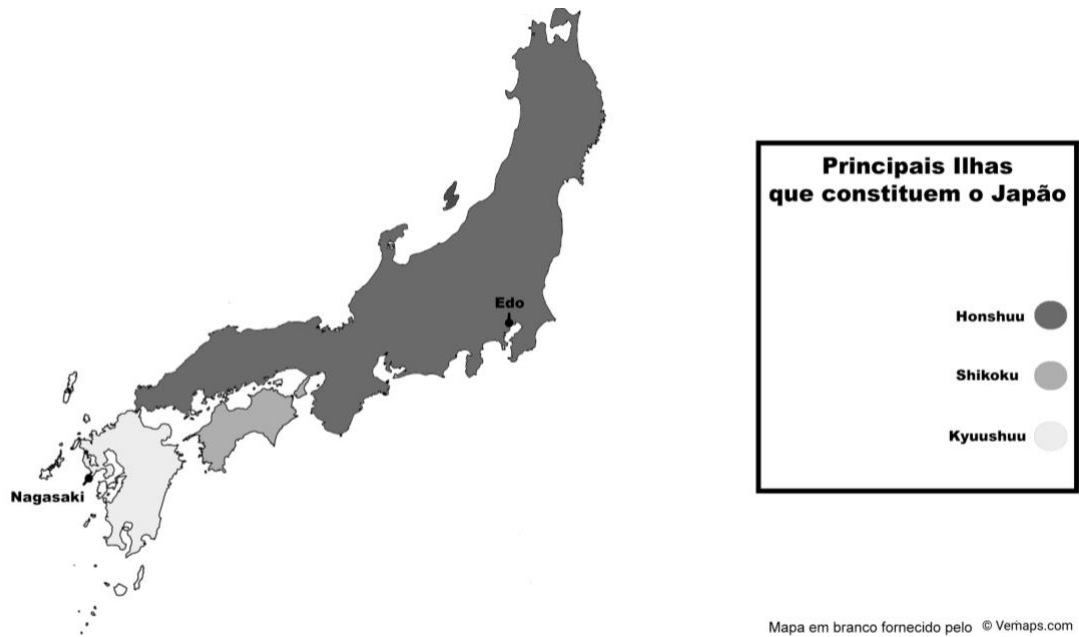 Edo
Nagasaki
Principais Ilhas
que constituem o Japão
Honshuu
Shikoku
Kyuushuu
Mapa em branco fornecido pelo © Vemaps.com